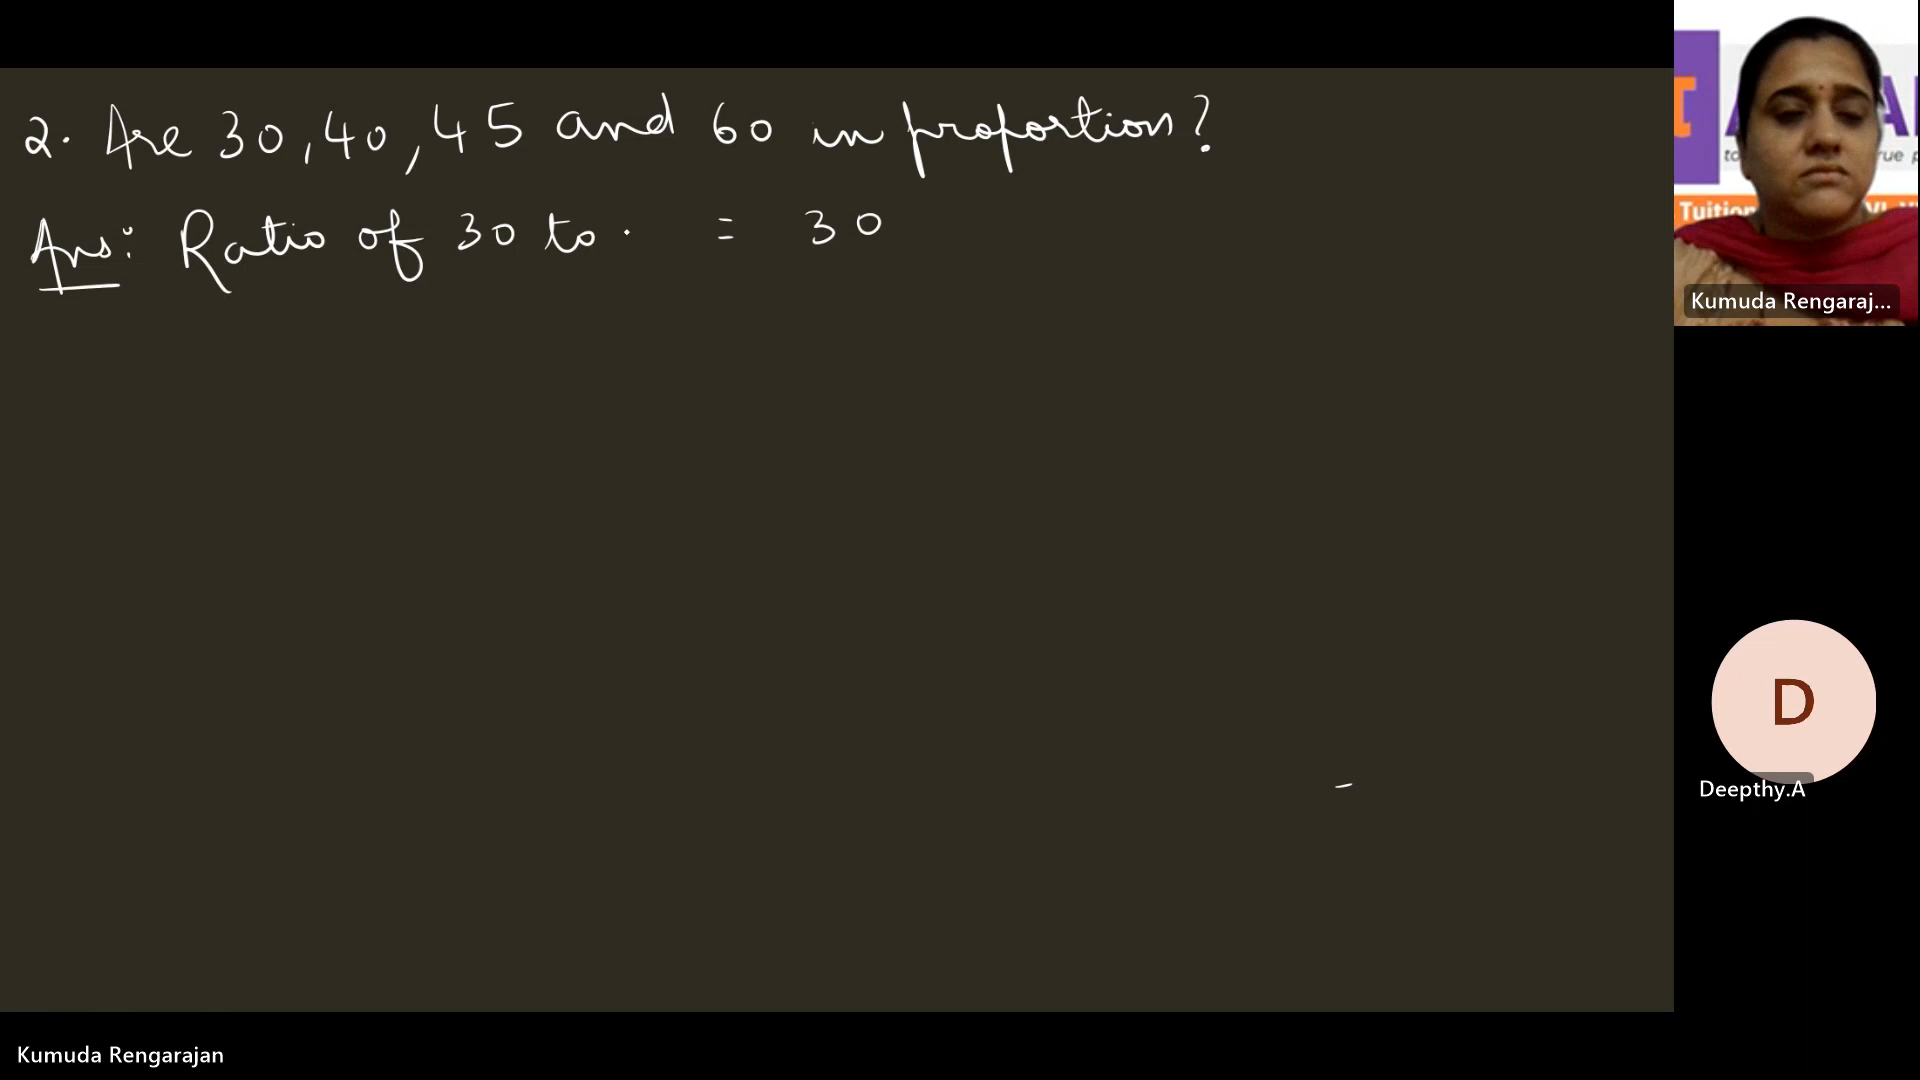 2. Are 30, 40, 45 and 60 in proportion?
Ans: Ratio of 30 to . = 30
-
Tuition
Kumuda Rengaraj...
D
Deepthy.A
Kumuda Rengarajan